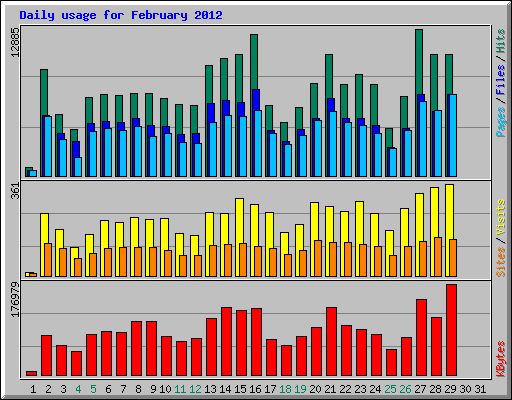 Daily usage for February 2012
12885
Pages / Files / Hits
361
Sites / Visits
176979
KBytes
1 2 3 4 5 6 7 8 9 10 11 12 13 14 15 16 17 18 19 20 21 22 23 24 25 26 27 28 29 30 31